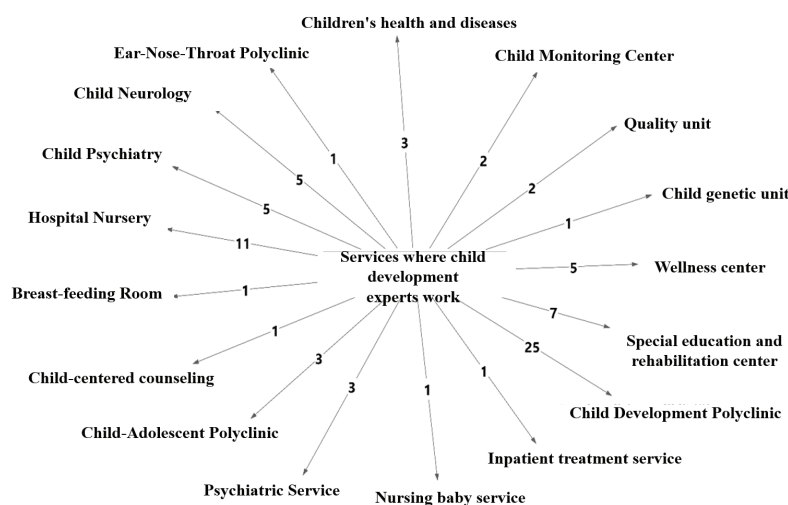 Children's health and diseases
Ear-Nose-Throat Polyclinic
Child Monitoring Center
Child Neurology
Quality unit
Child Psychiatry
Child genetic unit
Hospital Nursery
Wellness center
Breast-feeding Room
Special education and
rehabilitation center
Child-centered counseling
Child Development Polyclinic
Child-Adolescent Polyclinic
Inpatient treatment service
Psychiatric Service
Nursing baby service
Services where child
development
experts work
3
1
2
5
2
5
1
11
5
1
7
1
25
3
1
3
1